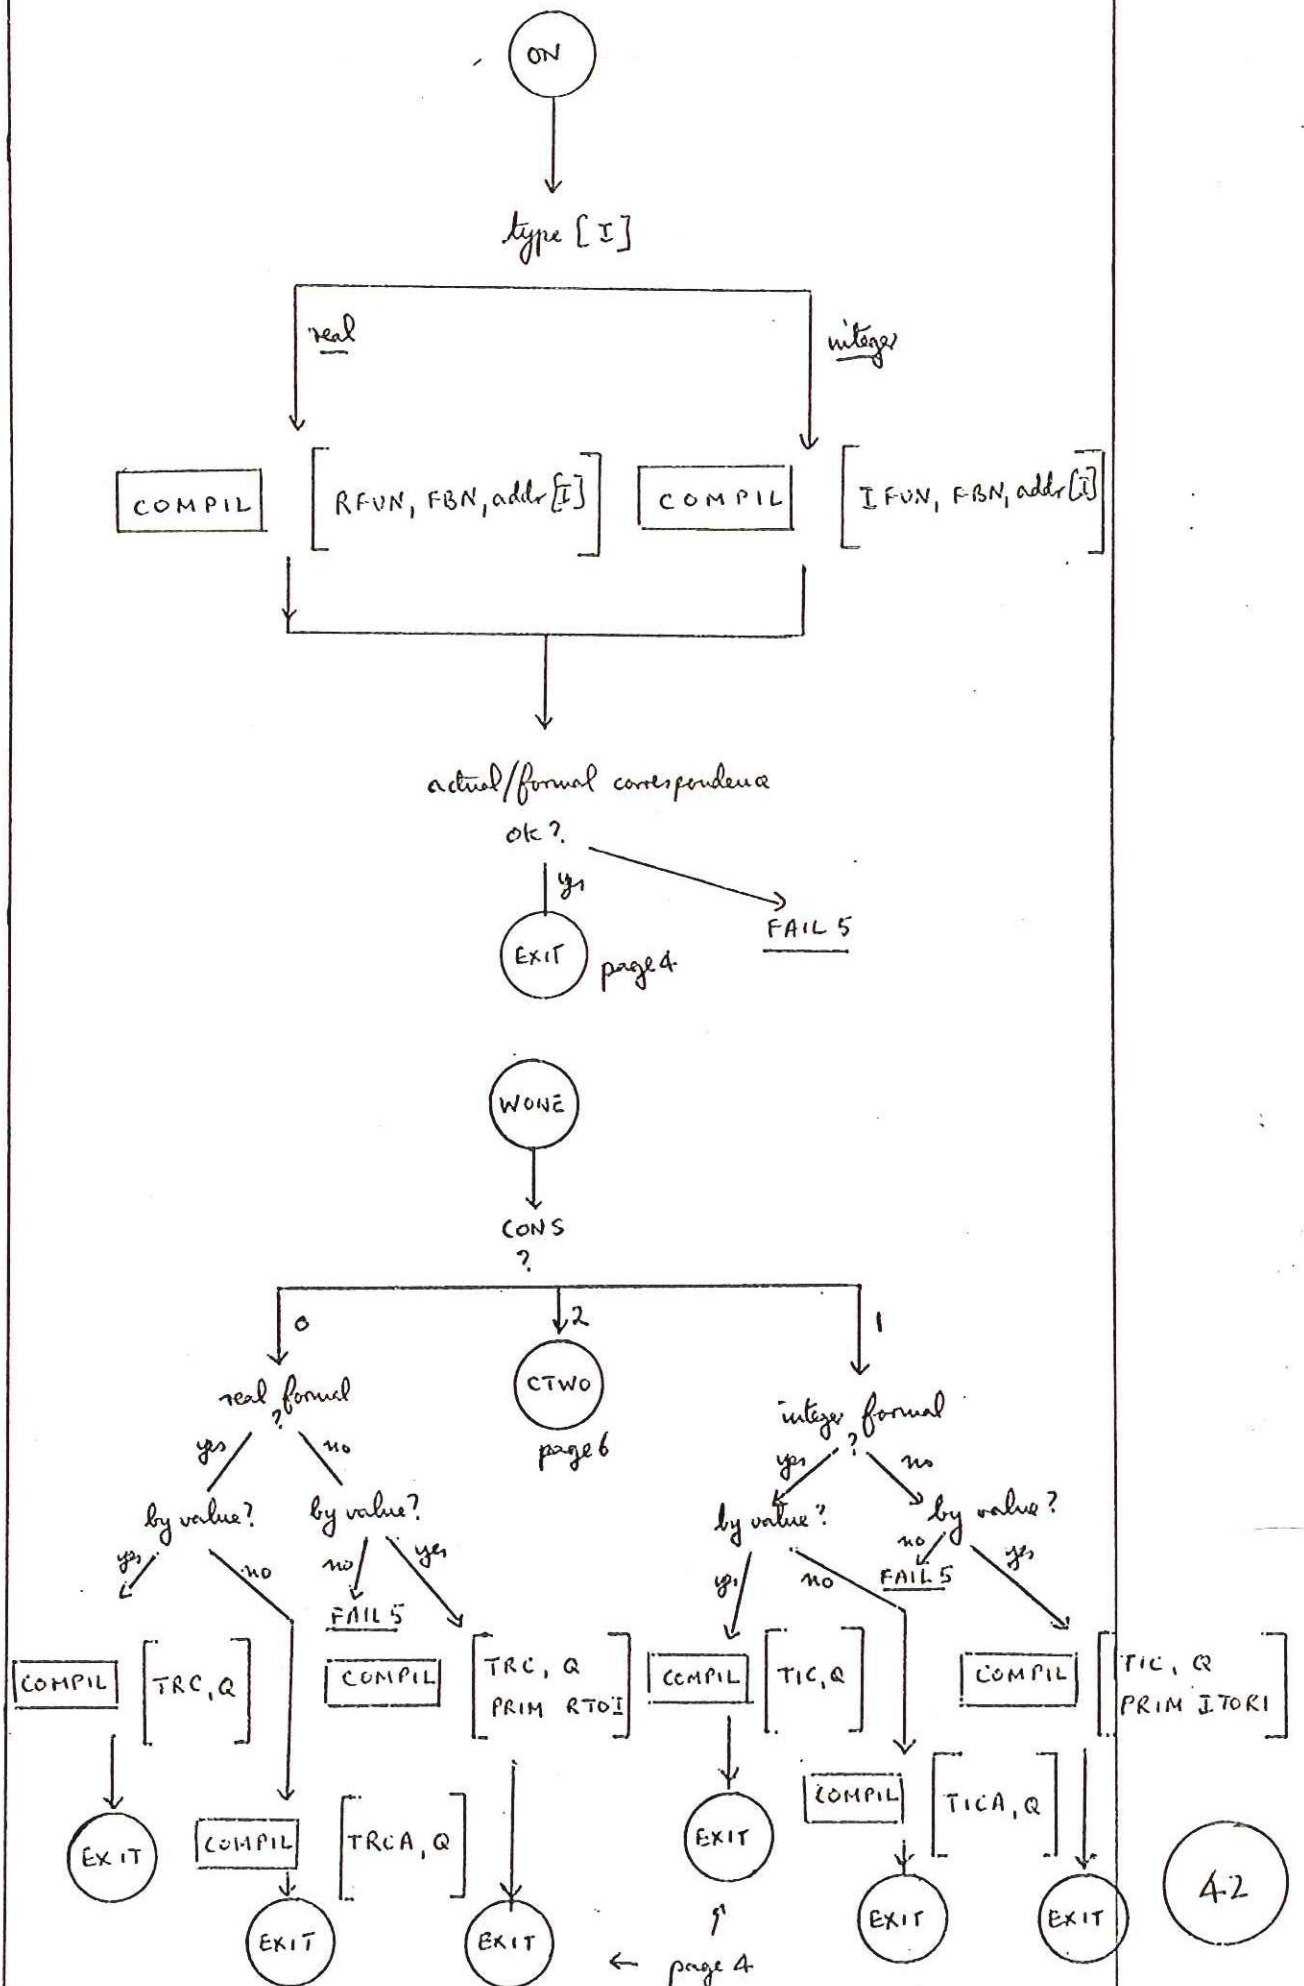 ON
type [I]
real
integer
COMPIL
[RFUN, FBN, addr[I]]
COMPIL
[IFUN, FBN, addr[I]]
actual/formal correspondence
ok?
yes
FAIL 5
EXIT
page 4
WONE
CONS
?
0
2
1
real formal
?
CTWO
page 6
integer formal
?
yes
no
yes
no
by value?
by value?
by value?
by value?
yes
no
no
yes
yes
no
no
yes
FAIL 5
FAIL 5
COMPIL
[TRC, Q]
COMPIL
[TRC, Q
PRIM RTOI]
COMPIL
[TIC, Q]
COMPIL
[TIC, Q
PRIM ITOR1]
COMPIL
[TRCA, Q]
COMPIL
[TICA, Q]
EXIT
EXIT
EXIT
EXIT
EXIT
EXIT
↑
← page 4
42